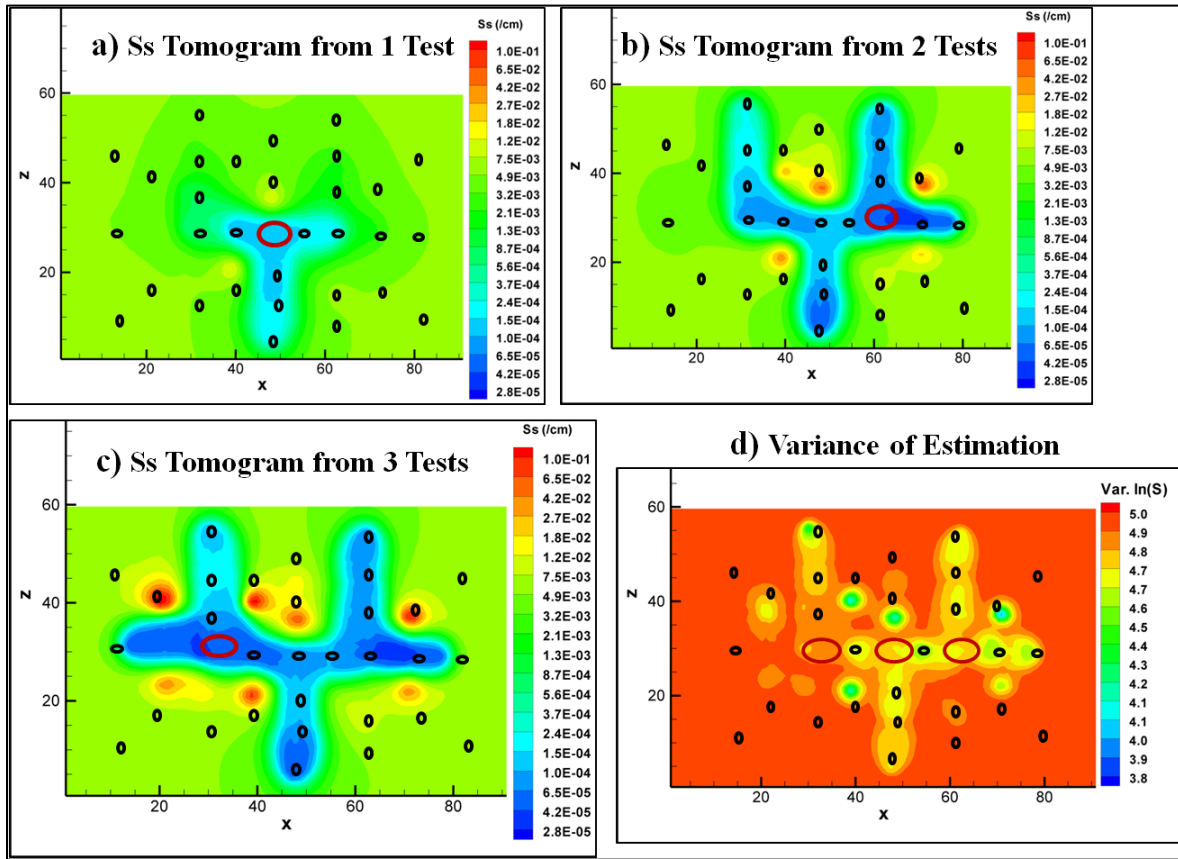 a) Ss Tomogram from 1 Test
Ss (/cm)
1.0E-01
6.5E-02
4.2E-02
2.7E-02
1.8E-02
1.2E-02
7.5E-03
4.9E-03
3.2E-03
2.1E-03
1.3E-03
8.7E-04
5.6E-04
3.7E-04
2.4E-04
1.5E-04
1.0E-04
6.5E-05
4.2E-05
2.8E-05
60
40
20
z
20
40
60
80
x
b) Ss Tomogram from 2 Tests
Ss (/cm)
1.0E-01
6.5E-02
4.2E-02
2.7E-02
1.8E-02
1.2E-02
7.5E-03
4.9E-03
3.2E-03
2.1E-03
1.3E-03
8.7E-04
5.6E-04
3.7E-04
2.4E-04
1.5E-04
1.0E-04
6.5E-05
4.2E-05
2.8E-05
60
40
20
z
20
40
60
80
x
c) Ss Tomogram from 3 Tests
Ss (/cm)
1.0E-01
6.5E-02
4.2E-02
2.7E-02
1.8E-02
1.2E-02
7.5E-03
4.9E-03
3.2E-03
2.1E-03
1.3E-03
8.7E-04
5.6E-04
3.7E-04
2.4E-04
1.5E-04
1.0E-04
6.5E-05
4.2E-05
2.8E-05
60
40
20
z
20
40
60
80
x
d) Variance of Estimation
Var. ln(S)
5.0
4.9
4.8
4.7
4.6
4.5
4.4
4.3
4.2
4.1
4.0
3.9
3.8
60
40
20
z
20
40
60
80
x